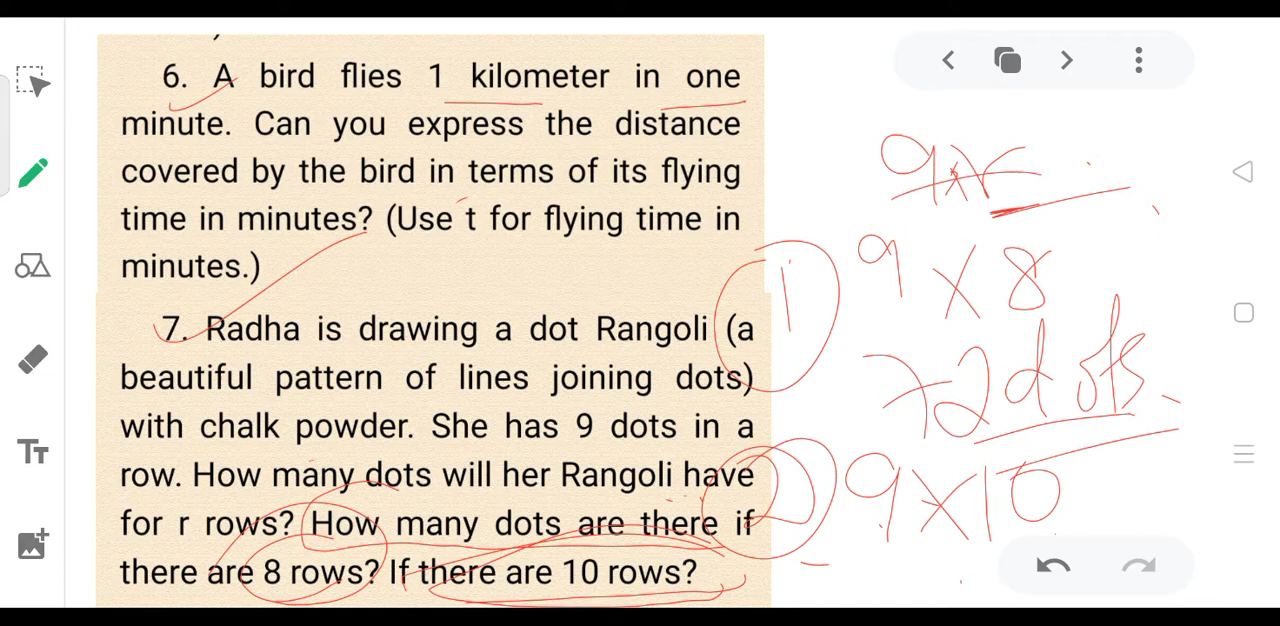 6. A bird flies 1 kilometer in one
minute. Can you express the distance
covered by the bird in terms of its flying
time in minutes? (Use t for flying time in
minutes.)
7. Radha is drawing a dot Rangoli (a
beautiful pattern of lines joining dots)
with chalk powder. She has 9 dots in a
row. How many dots will her Rangoli have
for r rows? How many dots are there if
there are 8 rows? If there are 10 rows?
9×r
1 9 × 8
72 dots
2 9×10
Tт